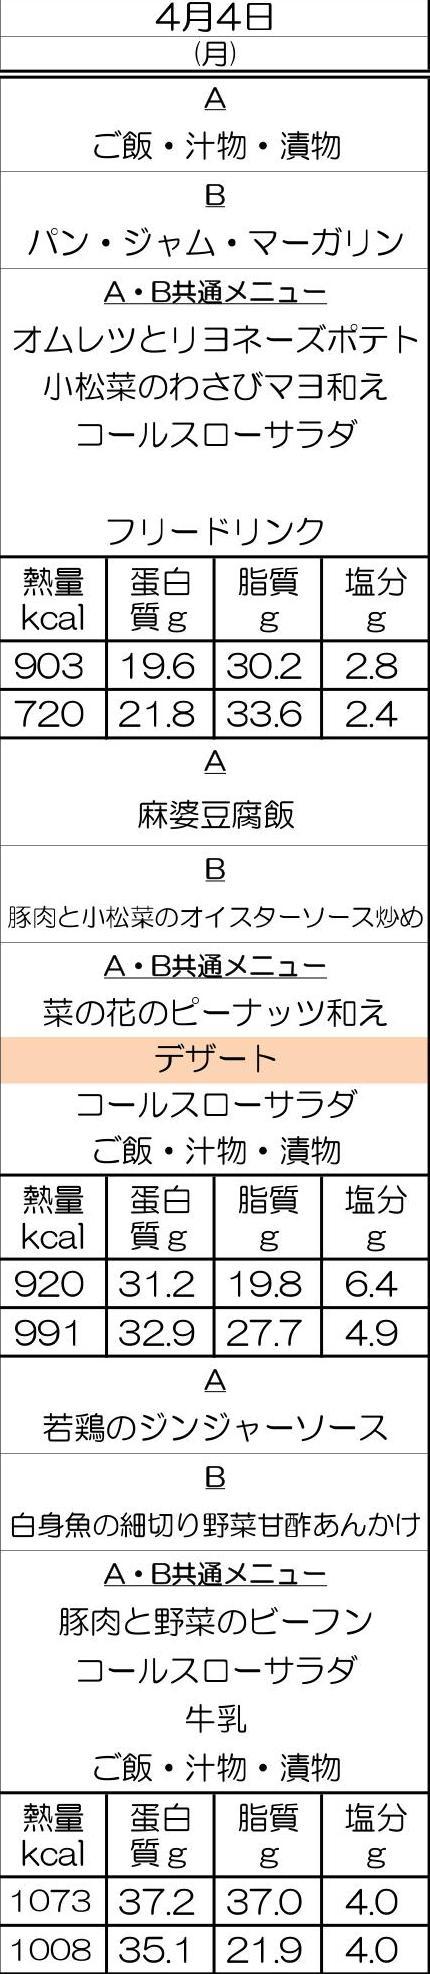 4月4日
(月)
A
ご飯・汁物・漬物
B
パン・ジャム・マーガリン
A・B共通メニュー
オムレツとリヨネーズポテト
小松菜のわさびマヨ和え
コールスローサラダ
フリードリンク
熱量 蛋白 脂質 塩分
kcal 質g g g
903 19.6 30.2 2.8
720 21.8 33.6 2.4
A
麻婆豆腐飯
B
豚肉と小松菜のオイスターソース炒め
A・B共通メニュー
菜の花のピーナッツ和え
デザート
コールスローサラダ
ご飯・汁物・漬物
熱量 蛋白 脂質 塩分
kcal 質g g g
920 31.2 19.8 6.4
991 32.9 27.7 4.9
A
若鶏のジンジャーソース
B
白身魚の細切り野菜甘酢あんかけ
A・B共通メニュー
豚肉と野菜のビーフン
コールスローサラダ
牛乳
ご飯・汁物・漬物
熱量 蛋白 脂質 塩分
kcal 質g g g
1073 37.2 37.0 4.0
1008 35.1 21.9 4.0